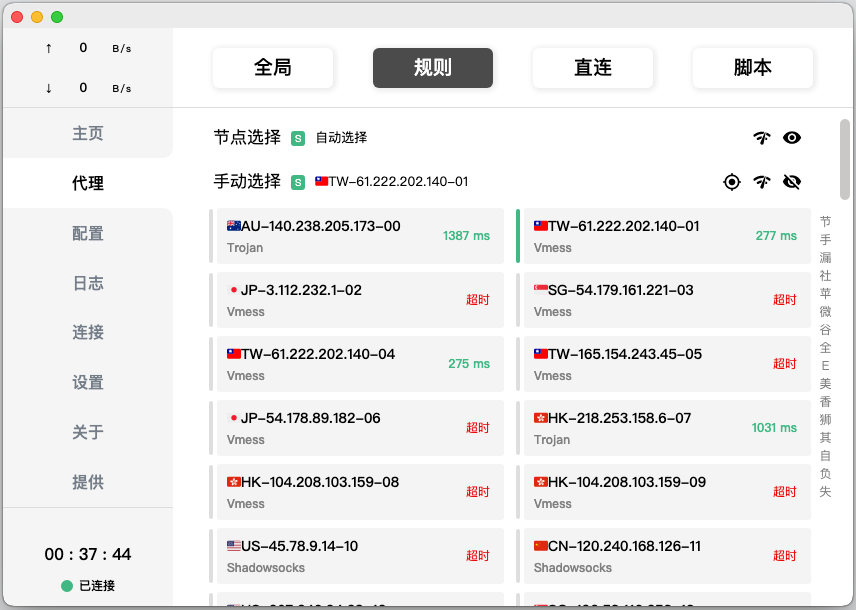 ↑ 0 B/s
↓ 0 B/s
主页
代理
配置
日志
连接
设置
关于
提供
00 : 37 : 44
已连接
全局 规则 直连 脚本
节点选择 S 自动选择
手动选择 S 🇹🇼TW-61.222.202.140-01
🇦🇺AU-140.238.205.173-00
Trojan
1387 ms
🇹🇼TW-61.222.202.140-01
Vmess
277 ms
🇯🇵JP-3.112.232.1-02
Vmess
超时
🇸🇬SG-54.179.161.221-03
Vmess
超时
🇹🇼TW-61.222.202.140-04
Vmess
275 ms
🇹🇼TW-165.154.243.45-05
Vmess
超时
🇯🇵JP-54.178.89.182-06
Vmess
超时
🇭🇰HK-218.253.158.6-07
Trojan
1031 ms
🇭🇰HK-104.208.103.159-08
Vmess
超时
🇭🇰HK-104.208.103.159-09
Vmess
超时
🇺🇸US-45.78.9.14-10
Shadowsocks
超时
🇨🇳CN-120.240.168.126-11
Shadowsocks
超时
节
手
漏
社
苹
微
谷
全
E
美
香
狮
其
自
负
失